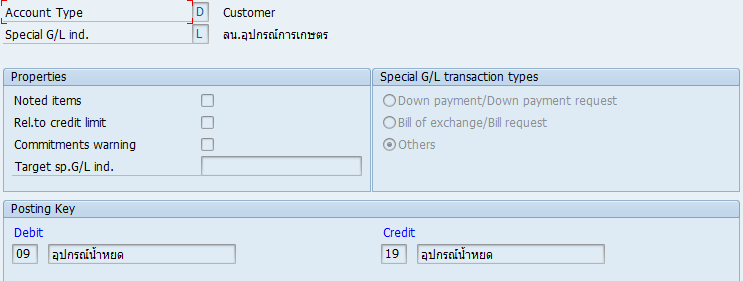 Account Type D Customer
Special G/L ind. L ลน.อุปกรณ์การเกษตร
Properties
Noted items
Rel.to credit limit
Commitments warning
Target sp.G/L ind.
Special G/L transaction types
Down payment/Down payment request
Bill of exchange/Bill request
Others
Posting Key
Debit Credit
09 อุปกรณ์น้ำหยด 19 อุปกรณ์น้ำหยด